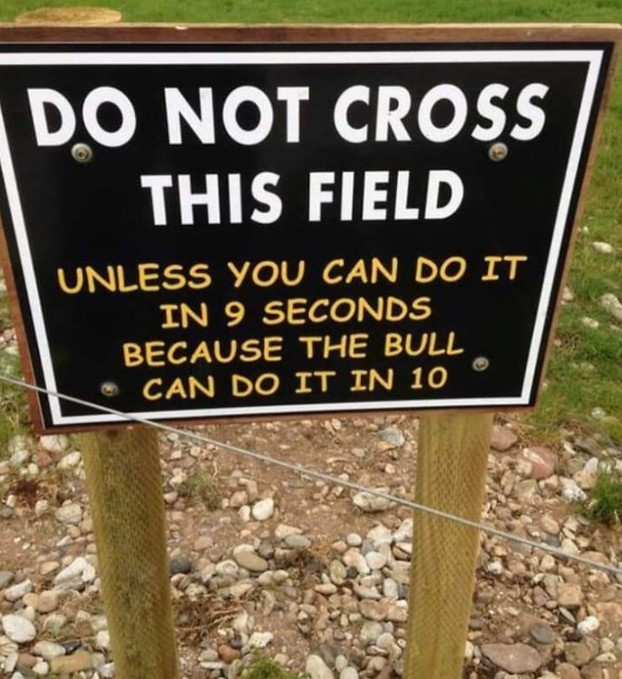 DO NOT CROSS
THIS FIELD
UNLESS YOU CAN DO IT
IN 9 SECONDS
BECAUSE THE BULL
CAN DO IT IN 10